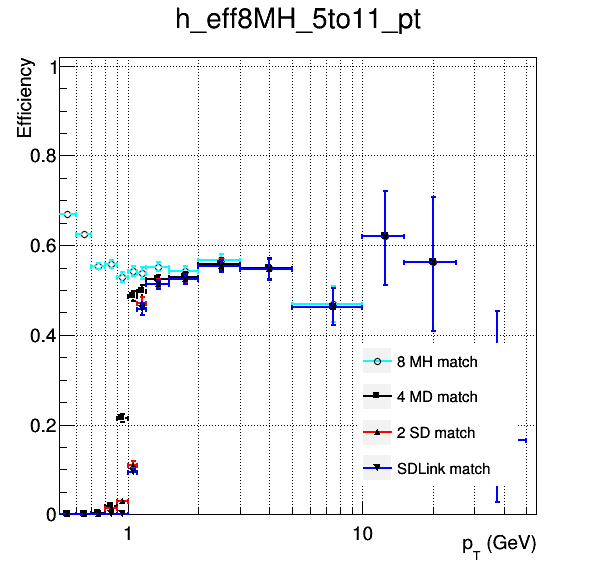 h_eff8MH_5to11_pt
Efficiency
1
0.8
0.6
0.4
0.2
0
8 MH match
4 MD match
2 SD match
SDLink match
1
10
p_T (GeV)